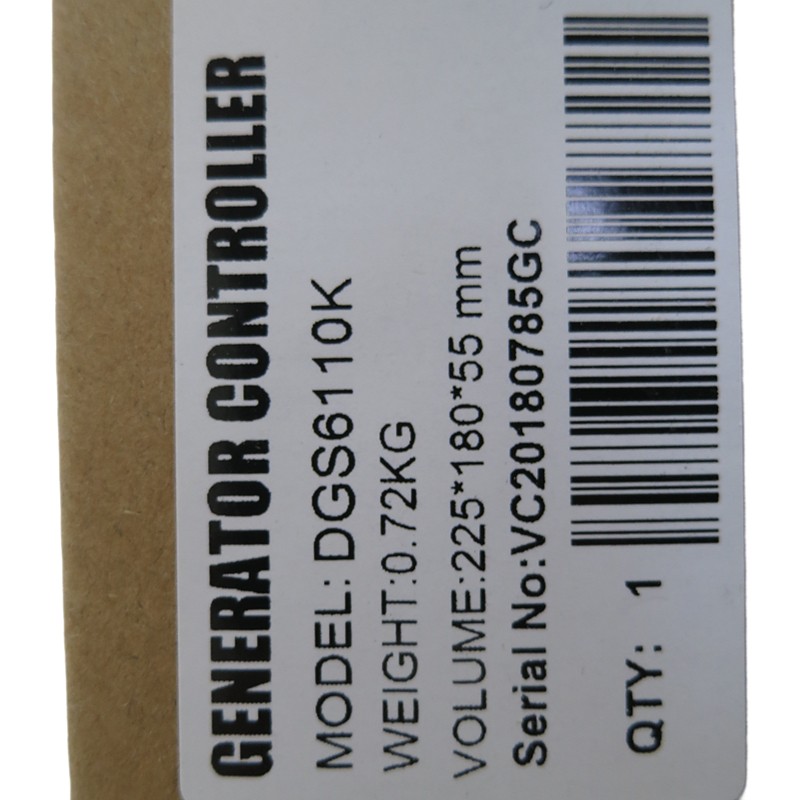 GENERATOR CONTROLLER
MODEL: DGS6110K
WEIGHT:0.72KG
VOLUME:225*180*55 mm
Serial No:VC20180785GC
QTY: 1